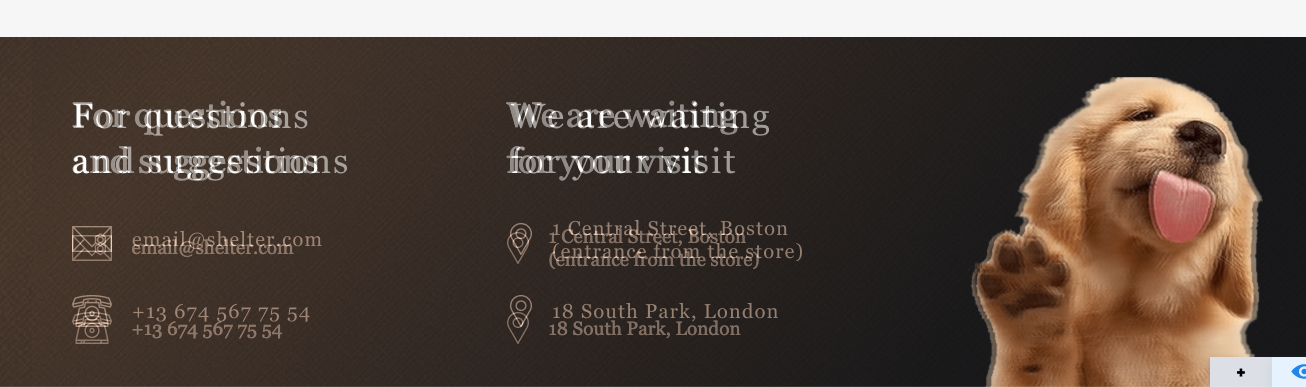 For questions
and suggestions
email@shelter.com
+13 674 567 75 54
We are waiting
for your visit
1 Central Street, Boston
(entrance from the store)
18 South Park, London